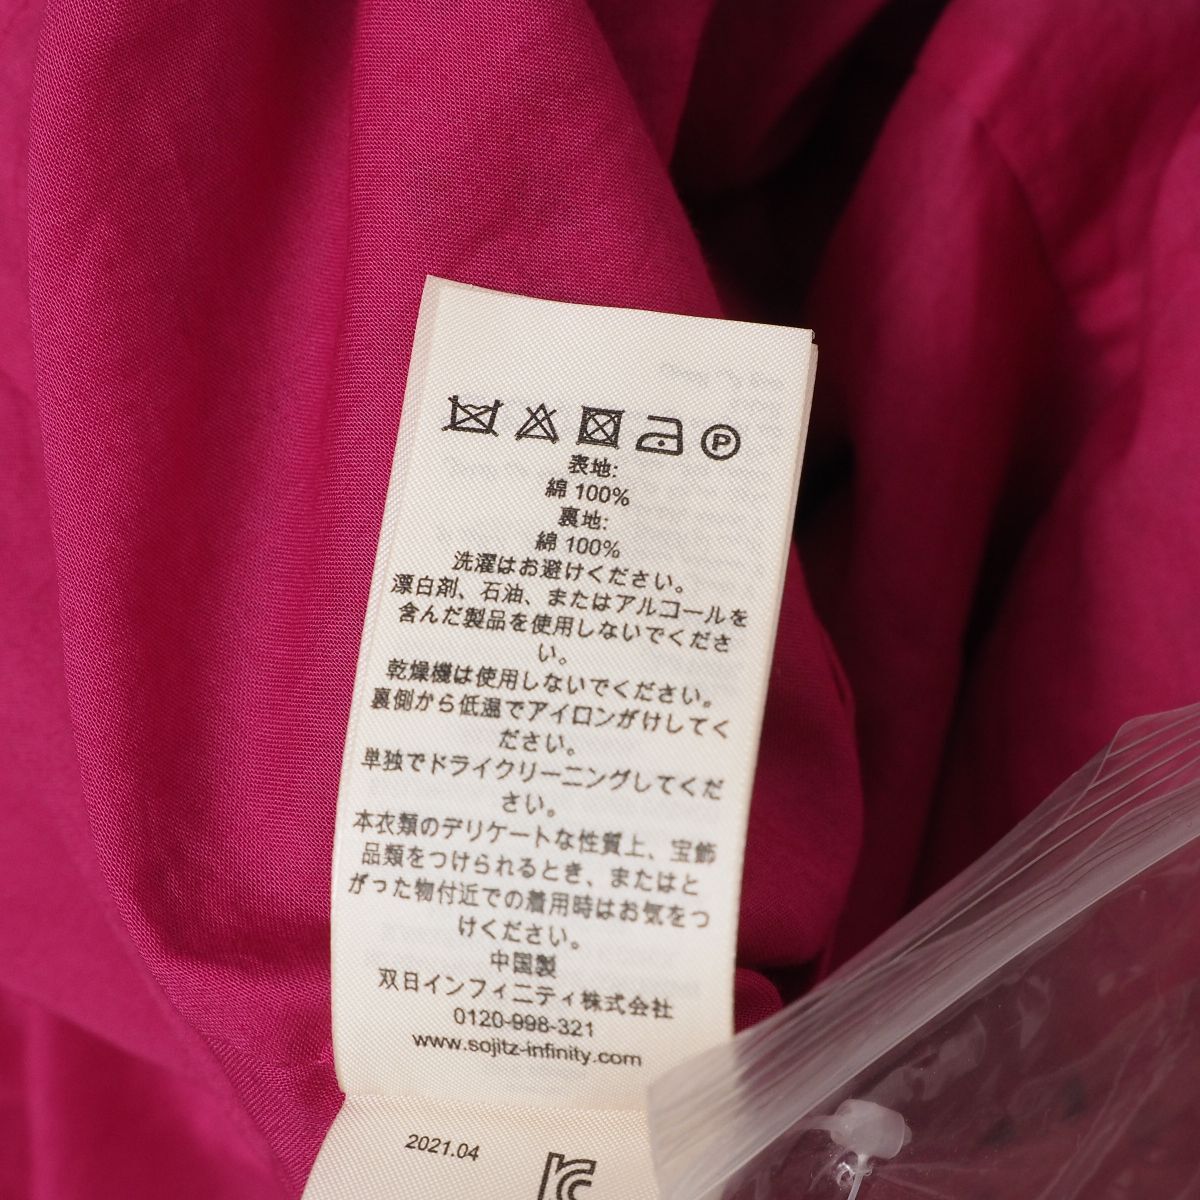 P
表地:
綿 100%
裏地:
綿 100%
洗濯はお避けください。
漂白剤、石油、またはアルコールを
含んだ製品を使用しないでくださ
い。
乾燥機は使用しないでください。
裏側から低温でアイロンがけしてく
ださい。
単独でドライクリーニングしてくだ
さい。
本衣類のデリケートな性質上、宝飾
品類をつけられるとき、またはと
がった物付近での着用時はお気をつ
けください。
中国製
双日インフィニティ株式会社
0120-998-321
www.sojitz-infinity.com
2021.04